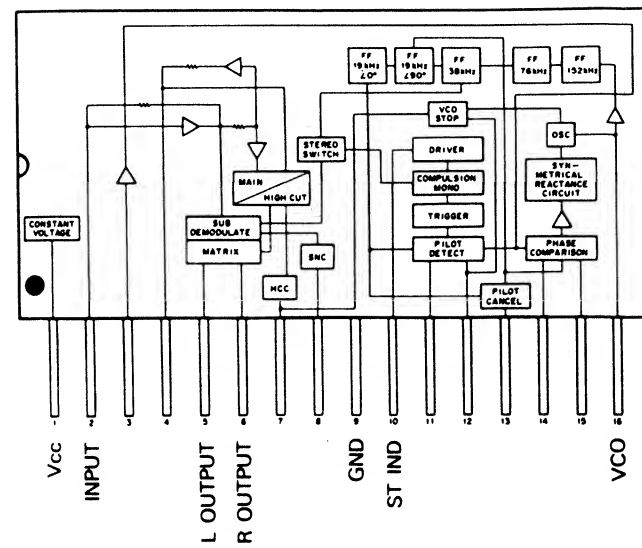 FF
19kHz
∠0°
FF
19kHz
∠90°
FF
38kHz
FF
76kHz
FF
152kHz
VCO
STOP
OSC
STEREO
SWITCH
DRIVER
SYM-
METRICAL
REACTANCE
CIRCUIT
MAIN
HIGH CUT
COMPULSION
MONO
CONSTANT
VOLTAGE
SUB
DEMODULATE
TRIGGER
MATRIX
SNC
PILOT
DETECT
PHASE
COMPARISON
HCC
PILOT
CANCEL
1 2 3 4 5 6 7 8 9 10 11 12 13 14 15 16
Vcc
INPUT
L OUTPUT
R OUTPUT
GND
ST IND
VCO